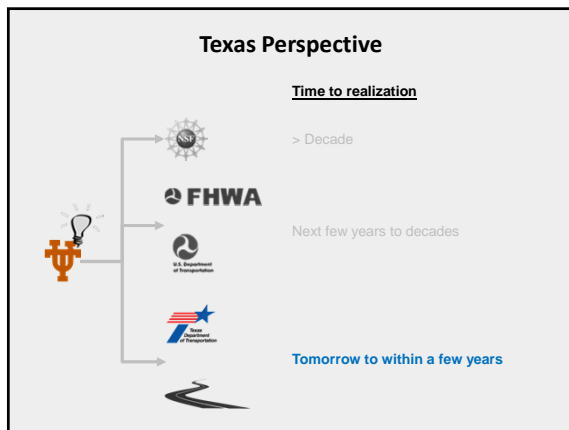 Texas Perspective
Time to realization
NSF
> Decade
FHWA
Next few years to decades
U.S. Department
of Transportation
Texas
Department
of Transportation
Tomorrow to within a few years